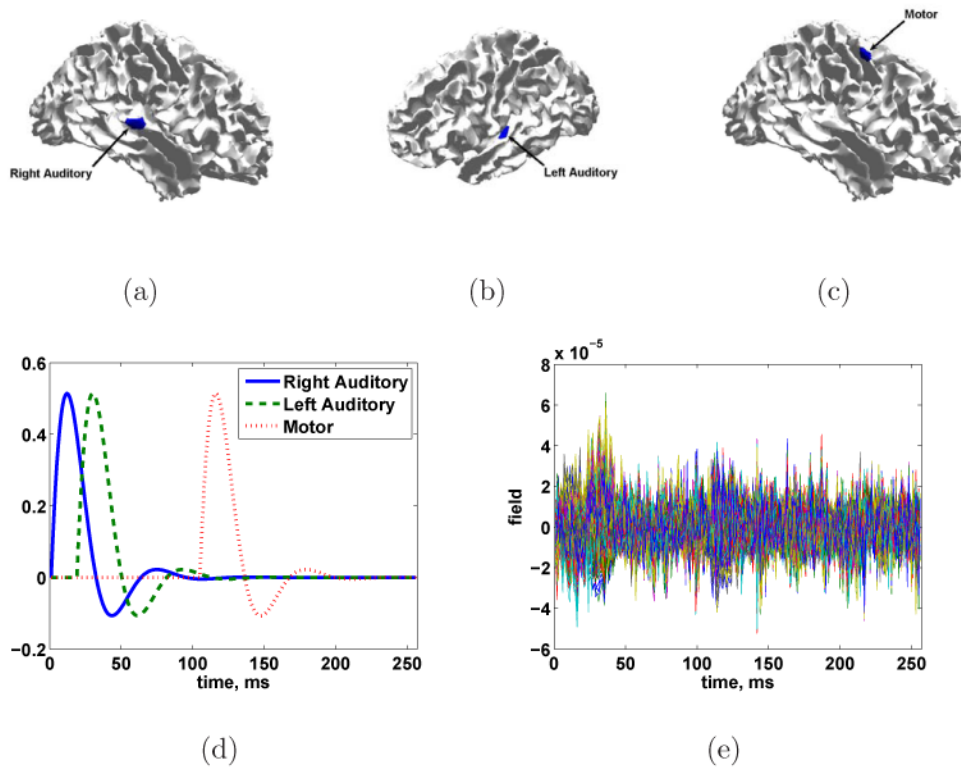 Motor
Right Auditory
Left Auditory
(a)
(b)
(c)
0.6
0.4
0.2
0
−0.2
0
50
100
150
200
250
time, ms
Right Auditory
Left Auditory
Motor
x 10⁻⁵
8
6
4
2
0
−2
−4
−6
field
0
50
100
150
200
250
time, ms
(d)
(e)